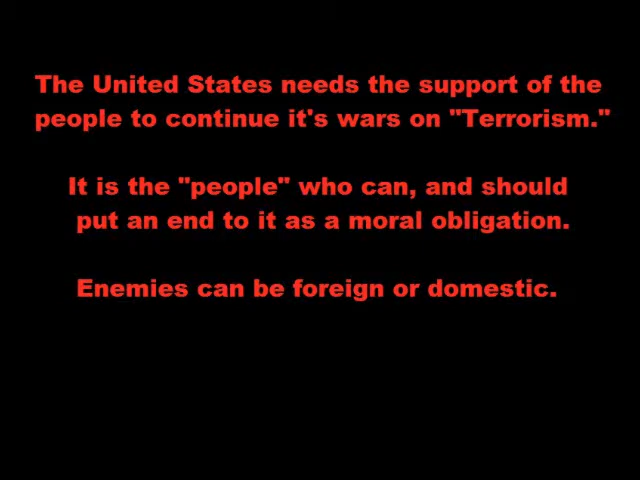 The United States needs the support of the
people to continue it's wars on "Terrorism."
It is the "people" who can, and should
put an end to it as a moral obligation.
Enemies can be foreign or domestic.